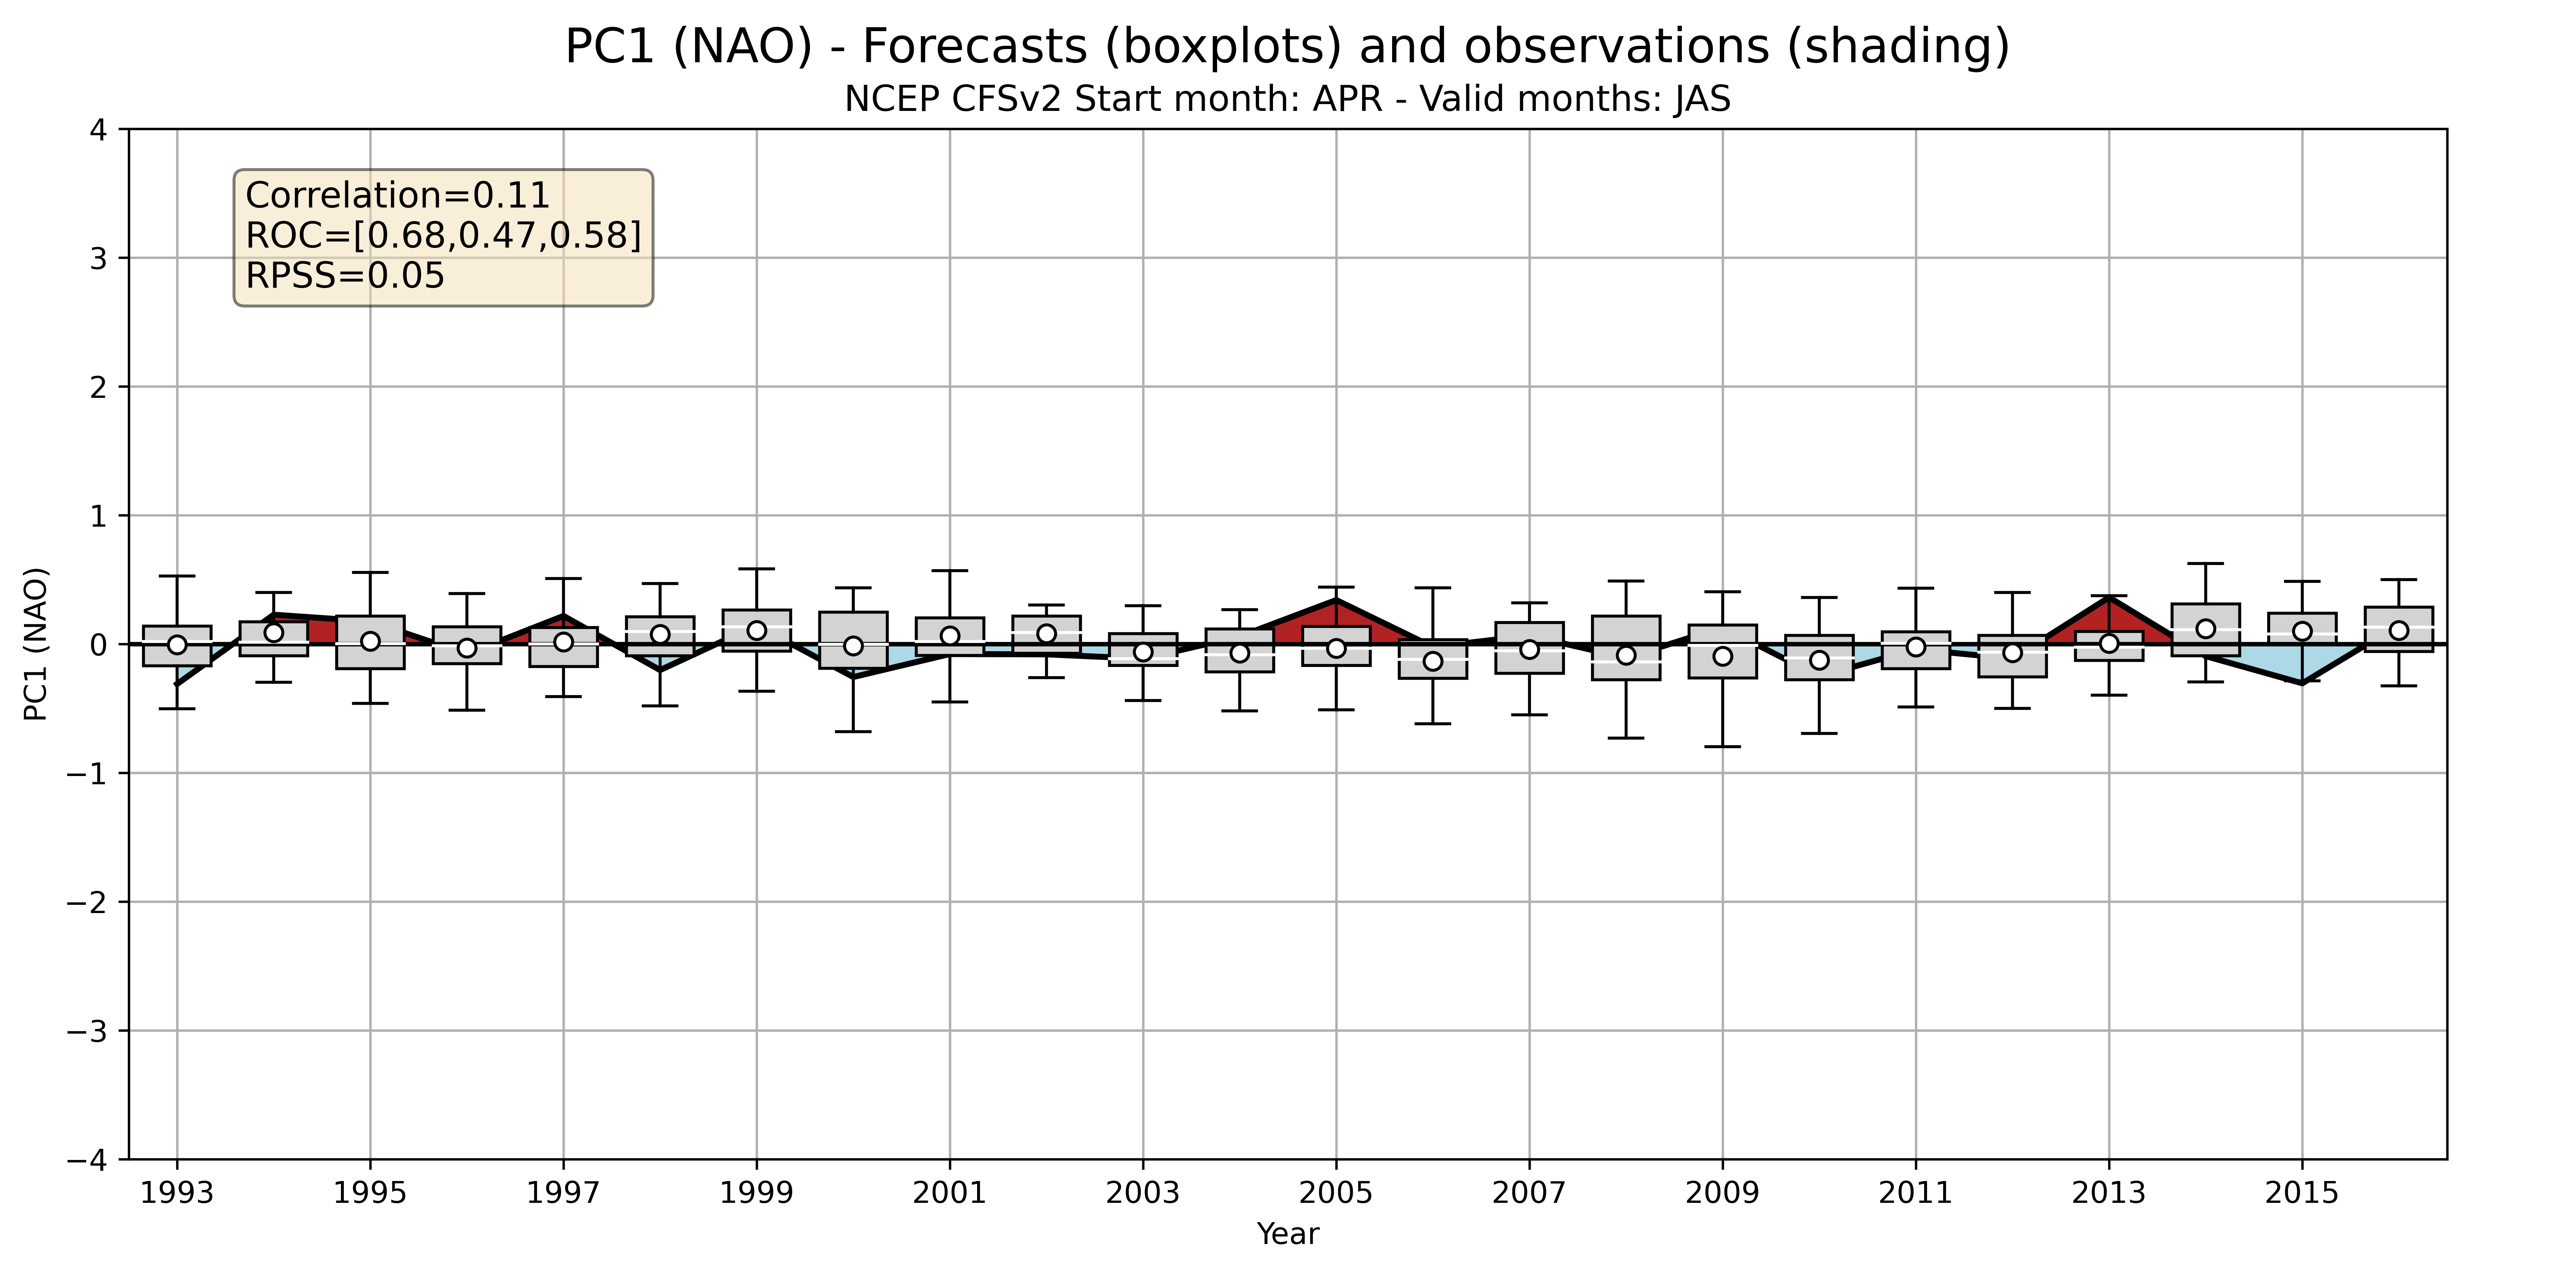 PC1 (NAO) - Forecasts (boxplots) and observations (shading)
NCEP CFSv2 Start month: APR - Valid months: JAS
Correlation=0.11
ROC=[0.68,0.47,0.58]
RPSS=0.05
PC1 (NAO)
4
3
2
1
0
−1
−2
−3
−4
1993 1995 1997 1999 2001 2003 2005 2007 2009 2011 2013 2015
Year